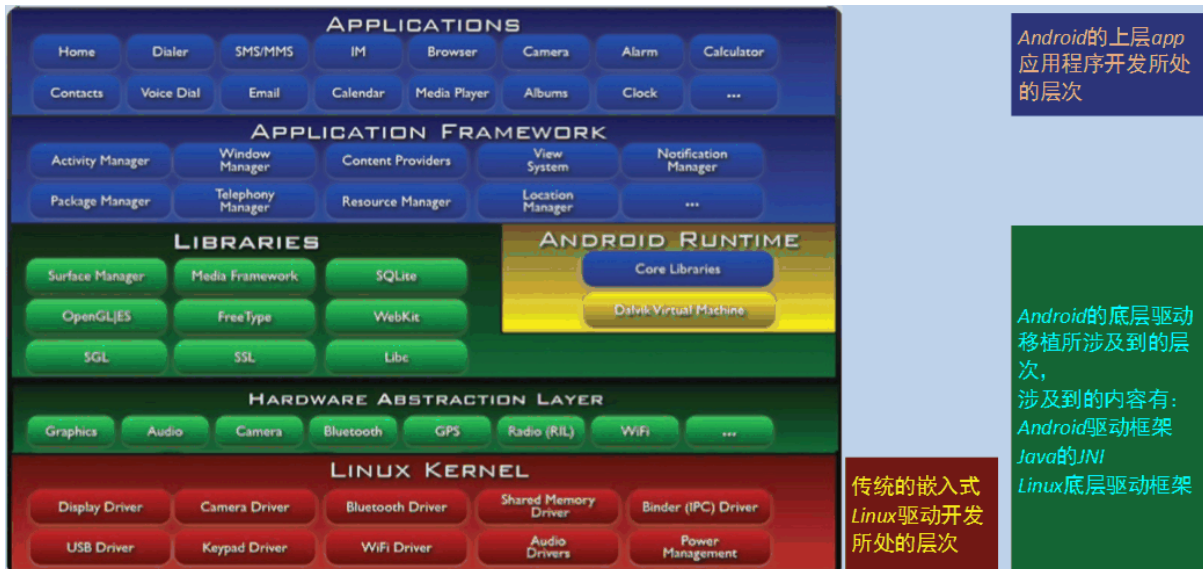 APPLICATIONS
Home Dialer SMS/MMS IM Browser Camera Alarm Calculator
Contacts Voice Dial Email Calendar Media Player Albums Clock ...
APPLICATION FRAMEWORK
Activity Manager Window Manager Content Providers View System Notification Manager
Package Manager Telephony Manager Resource Manager Location Manager ...
LIBRARIES
Surface Manager Media Framework SQLite
OpenGL|ES FreeType WebKit
SGL SSL Libc
ANDROID RUNTIME
Core Libraries
Dalvik Virtual Machine
HARDWARE ABSTRACTION LAYER
Graphics Audio Camera Bluetooth GPS Radio (RIL) WiFi ...
LINUX KERNEL
Display Driver Camera Driver Bluetooth Driver Shared Memory Driver Binder (IPC) Driver
USB Driver Keypad Driver WiFi Driver Audio Drivers Power Management
Android的上层app
应用程序开发所处
的层次
Android的底层驱动
移植所涉及到的层
次，
涉及到的内容有：
Android驱动框架
Java的JNI
Linux底层驱动框架
传统的嵌入式
Linux驱动开发
所处的层次